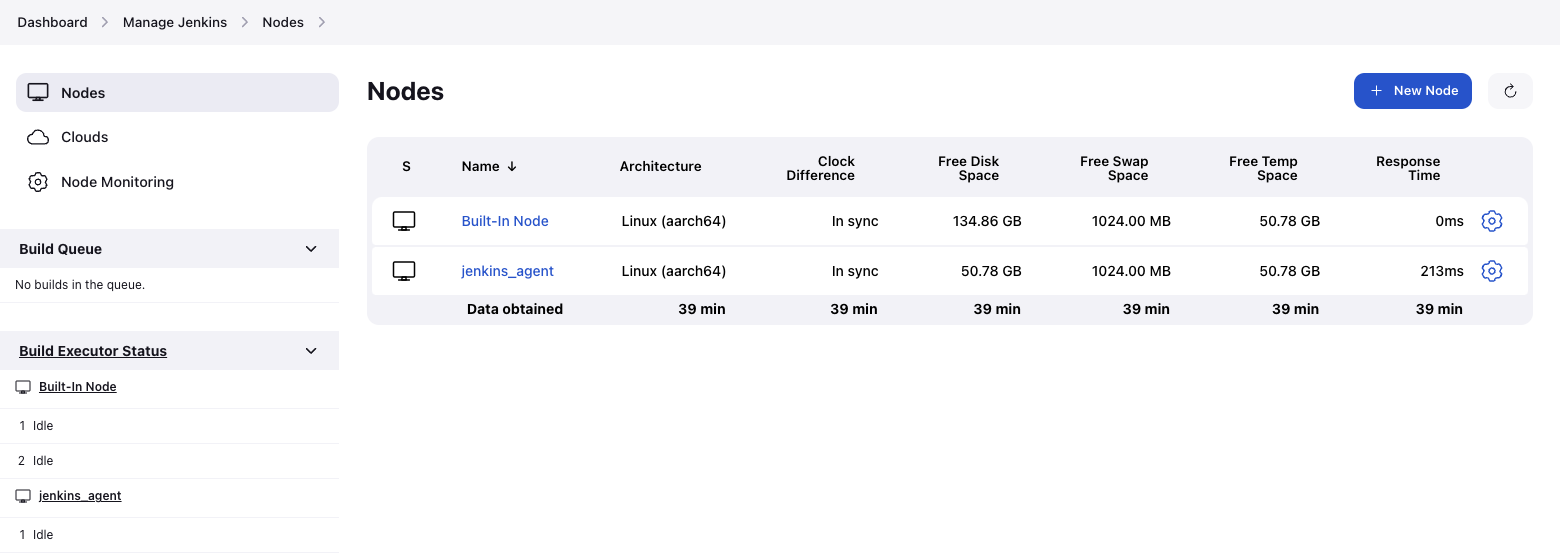 Dashboard Manage Jenkins Nodes
Nodes
Clouds
Node Monitoring
Build Queue
No builds in the queue.
Build Executor Status
Built-In Node
1 Idle
2 Idle
jenkins_agent
1 Idle
Nodes
New Node
S Name ↓ Architecture Clock Difference Free Disk Space Free Swap Space Free Temp Space Response Time
Built-In Node Linux (aarch64) In sync 134.86 GB 1024.00 MB 50.78 GB 0ms
jenkins_agent Linux (aarch64) In sync 50.78 GB 1024.00 MB 50.78 GB 213ms
Data obtained 39 min 39 min 39 min 39 min 39 min 39 min